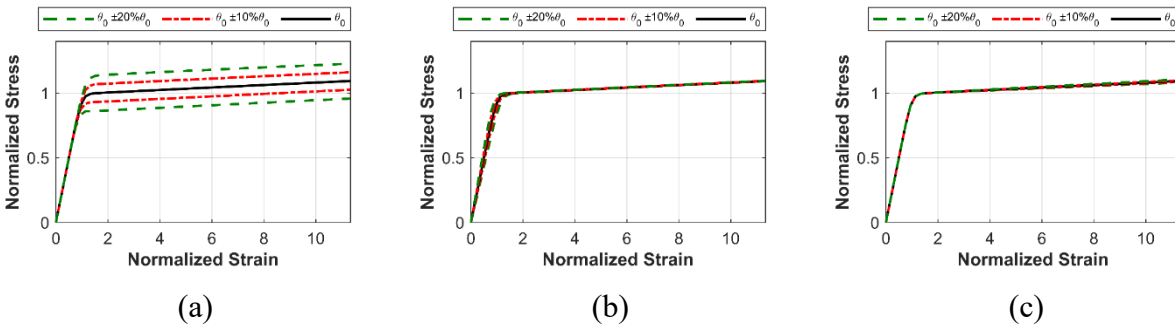 θ₀ ±20%θ₀ θ₀ ±10%θ₀ θ₀
Normalized Stress
1
0.5
0
0 2 4 6 8 10
Normalized Strain
(a)
θ₀ ±20%θ₀ θ₀ ±10%θ₀ θ₀
Normalized Stress
1
0.5
0
0 2 4 6 8 10
Normalized Strain
(b)
θ₀ ±20%θ₀ θ₀ ±10%θ₀ θ₀
Normalized Stress
1
0.5
0
0 2 4 6 8 10
Normalized Strain
(c)